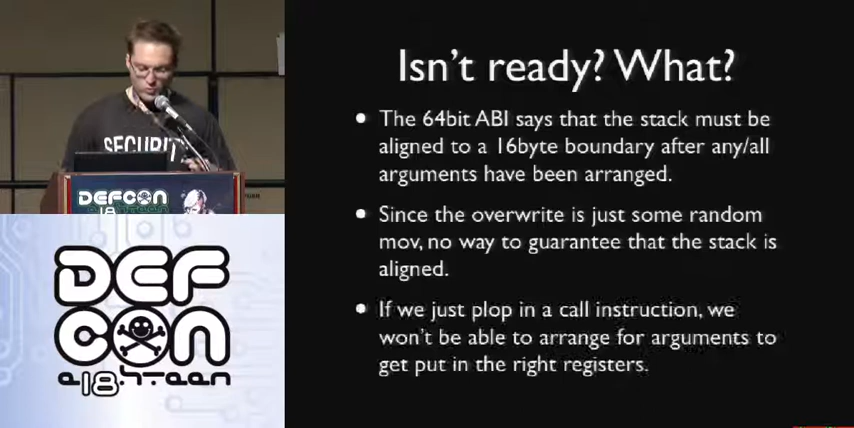 Isn't ready? What?
The 64bit ABI says that the stack must be
aligned to a 16byte boundary after any/all
arguments have been arranged.
Since the overwrite is just some random
mov, no way to guarantee that the stack is
aligned.
If we just plop in a call instruction, we
won't be able to arrange for arguments to
get put in the right registers.
SECURITY
DEFCON
18
DEF
CON
e18hteen